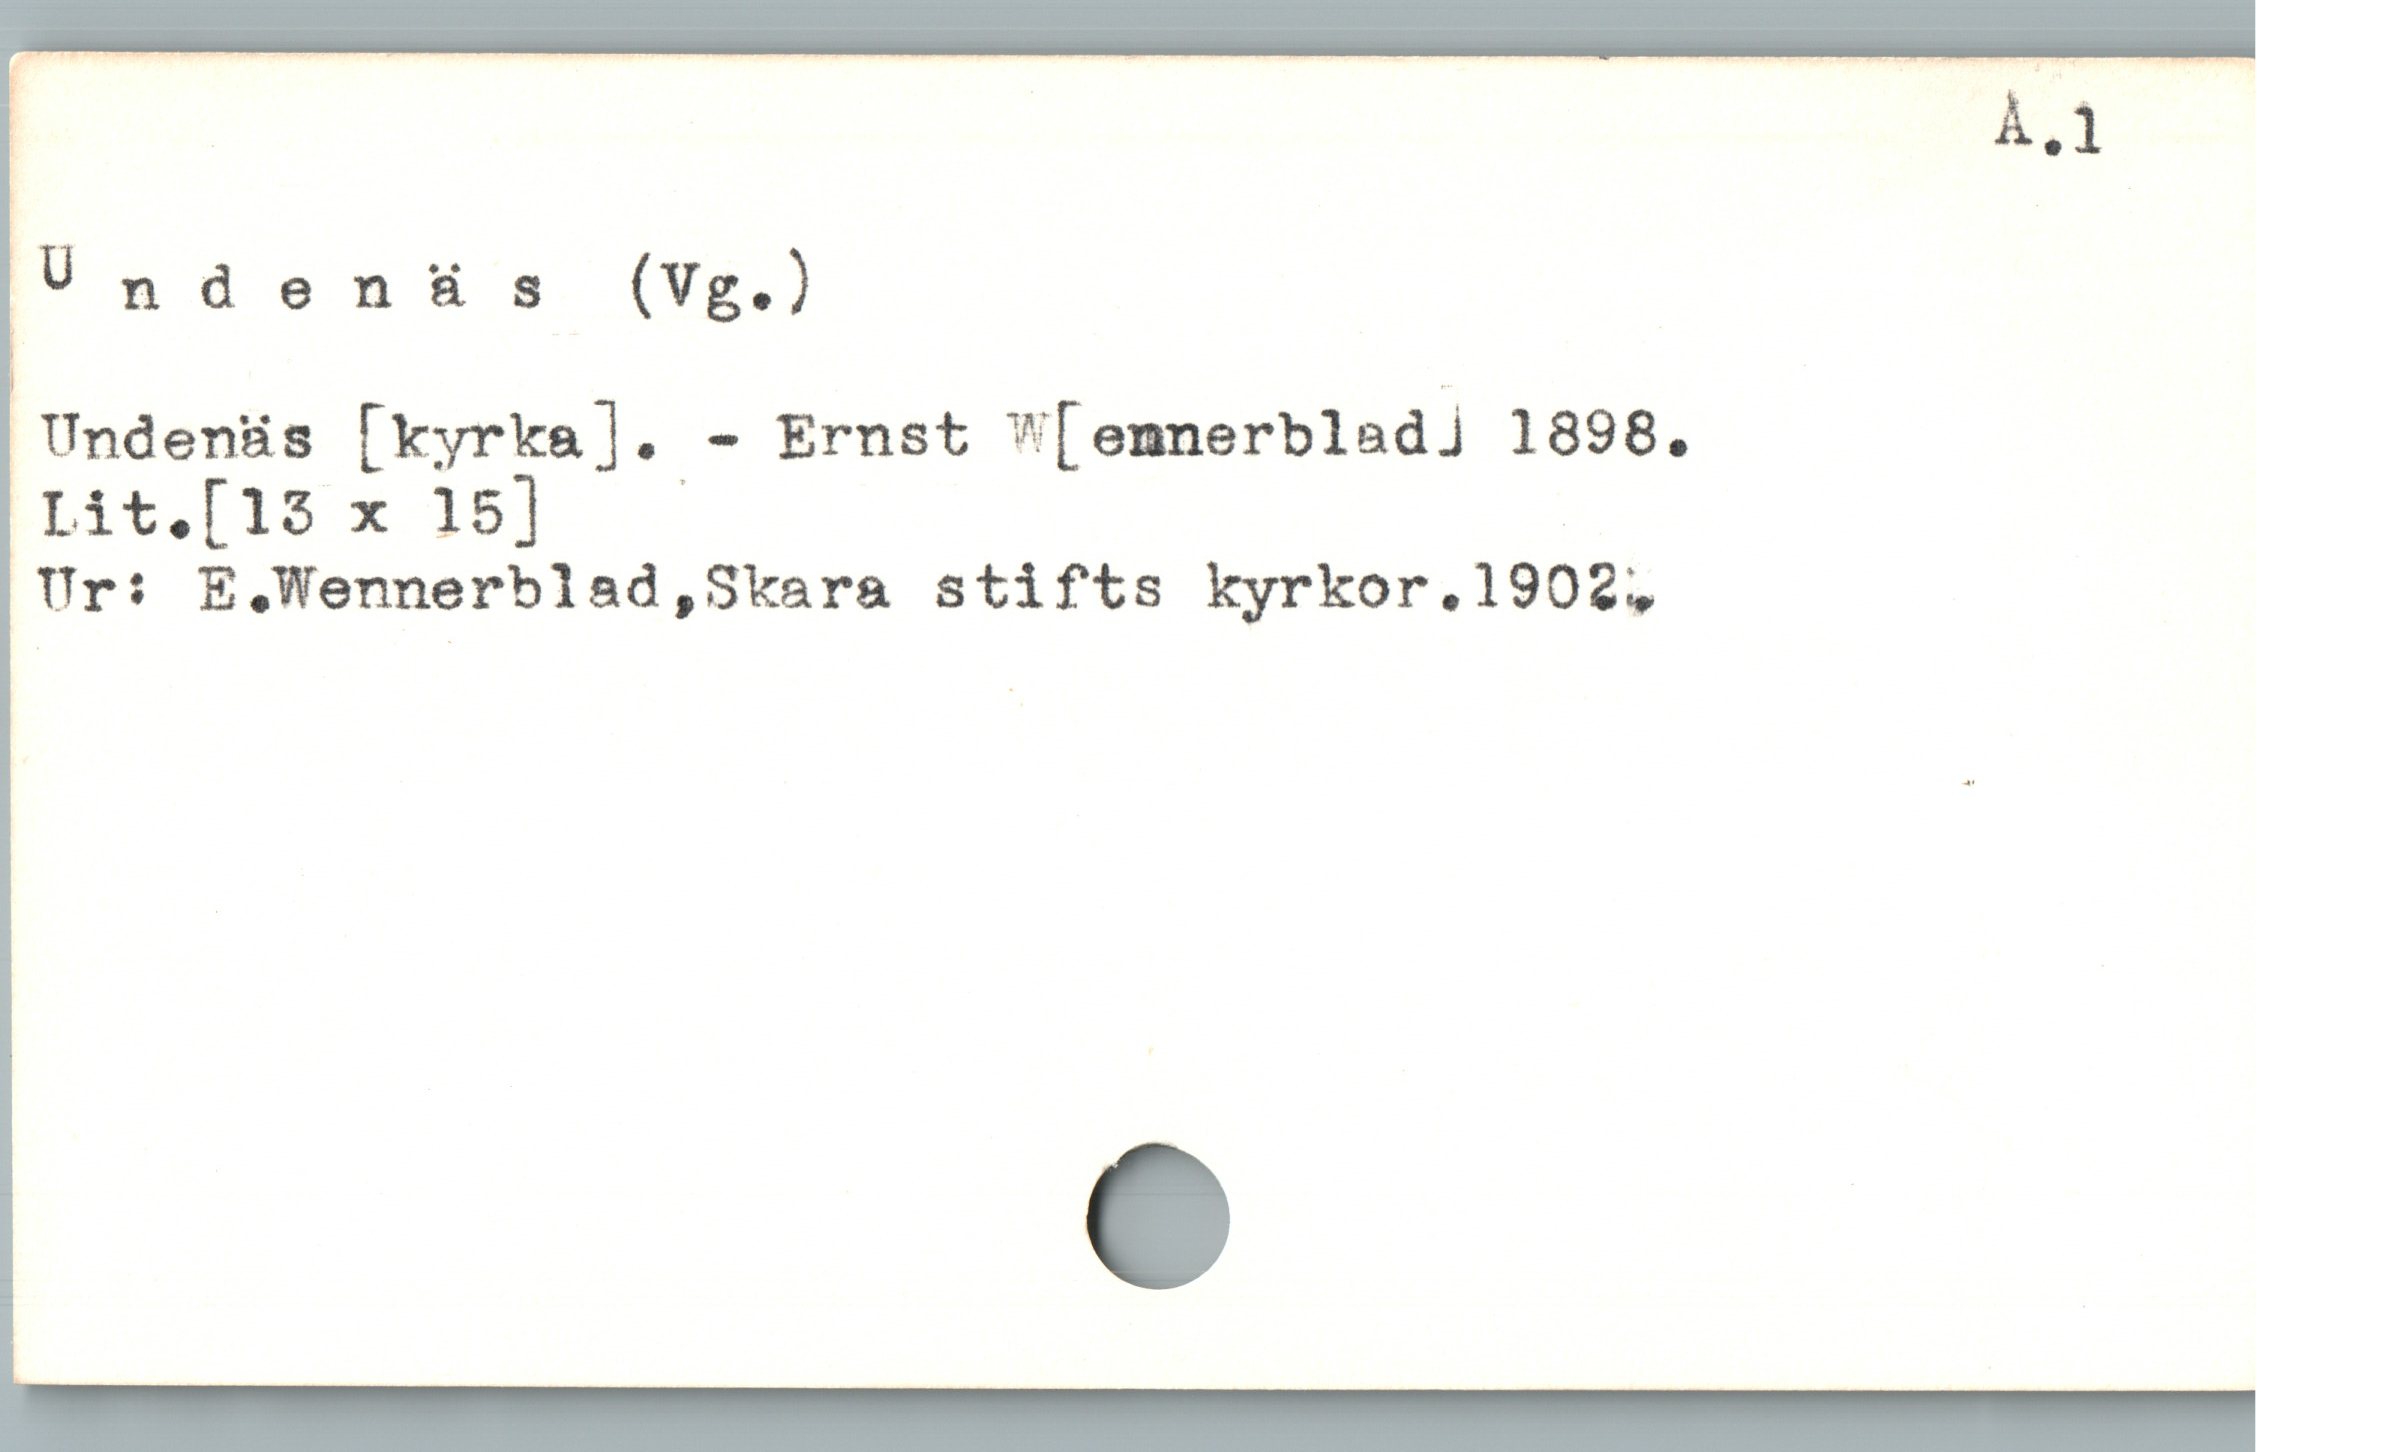 A.1
U n d e n ä s (Vg.)
Undenäs [kyrka]. - Ernst W[ennerblad] 1898.
Lit.[13 x 15]
Ur: E.Wennerblad,Skara stifts kyrkor.1902.